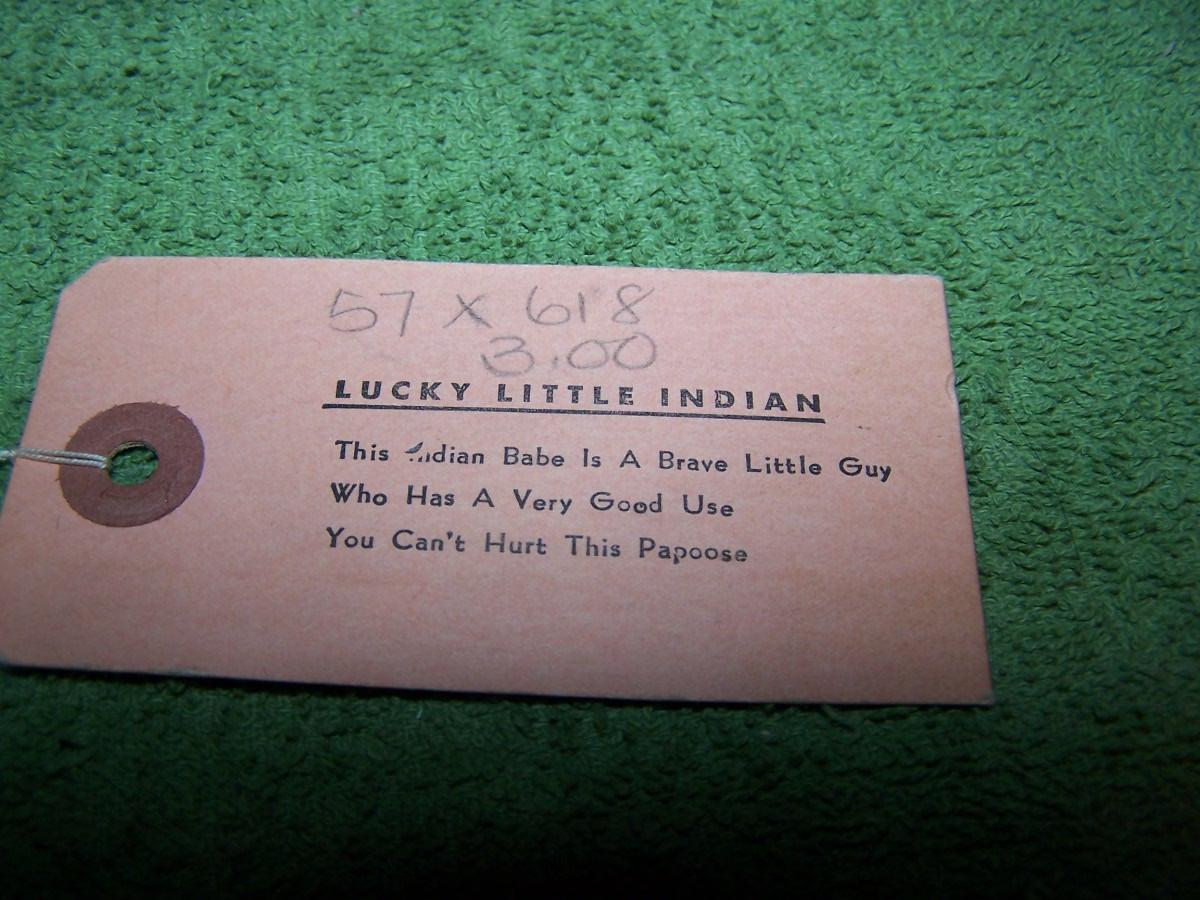 57 X 618
3.00
LUCKY LITTLE INDIAN
This Indian Babe Is A Brave Little Guy
Who Has A Very Good Use
You Can't Hurt This Papoose